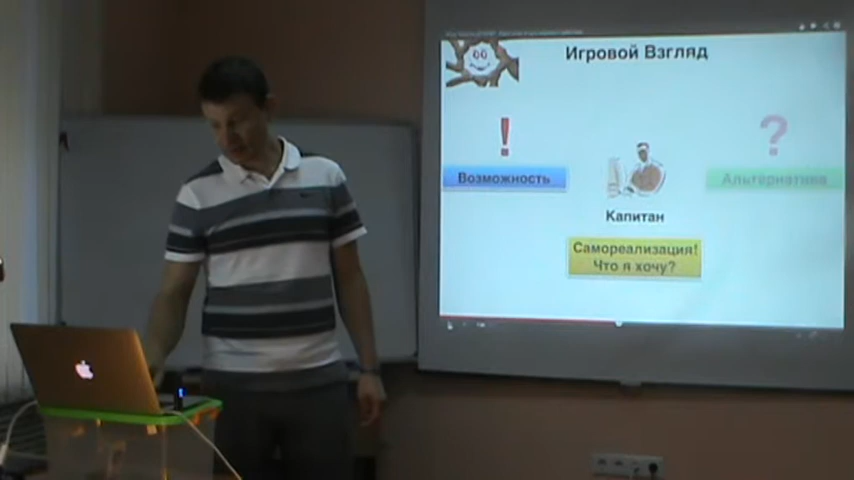 Игровой Взгляд
!
?
Возможность
Альтернатива
Капитан
Самореализация!
Что я хочу?